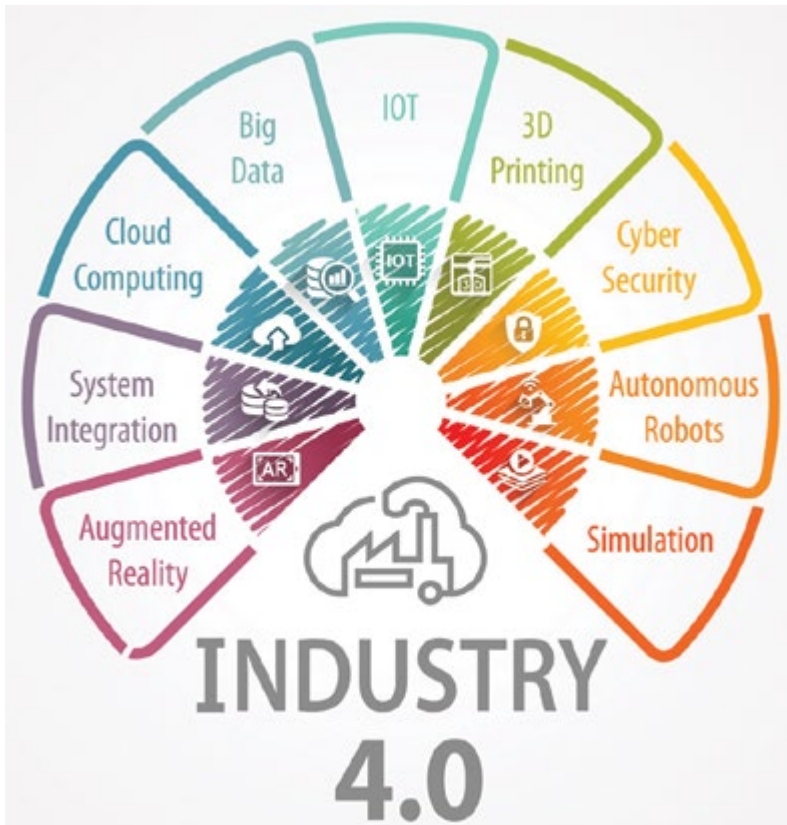 IOT
Big
Data
3D
Printing
Cloud
Computing
Cyber
Security
System
Integration
Autonomous
Robots
Augmented
Reality
Simulation
IOT
3D
AR
INDUSTRY
4.0